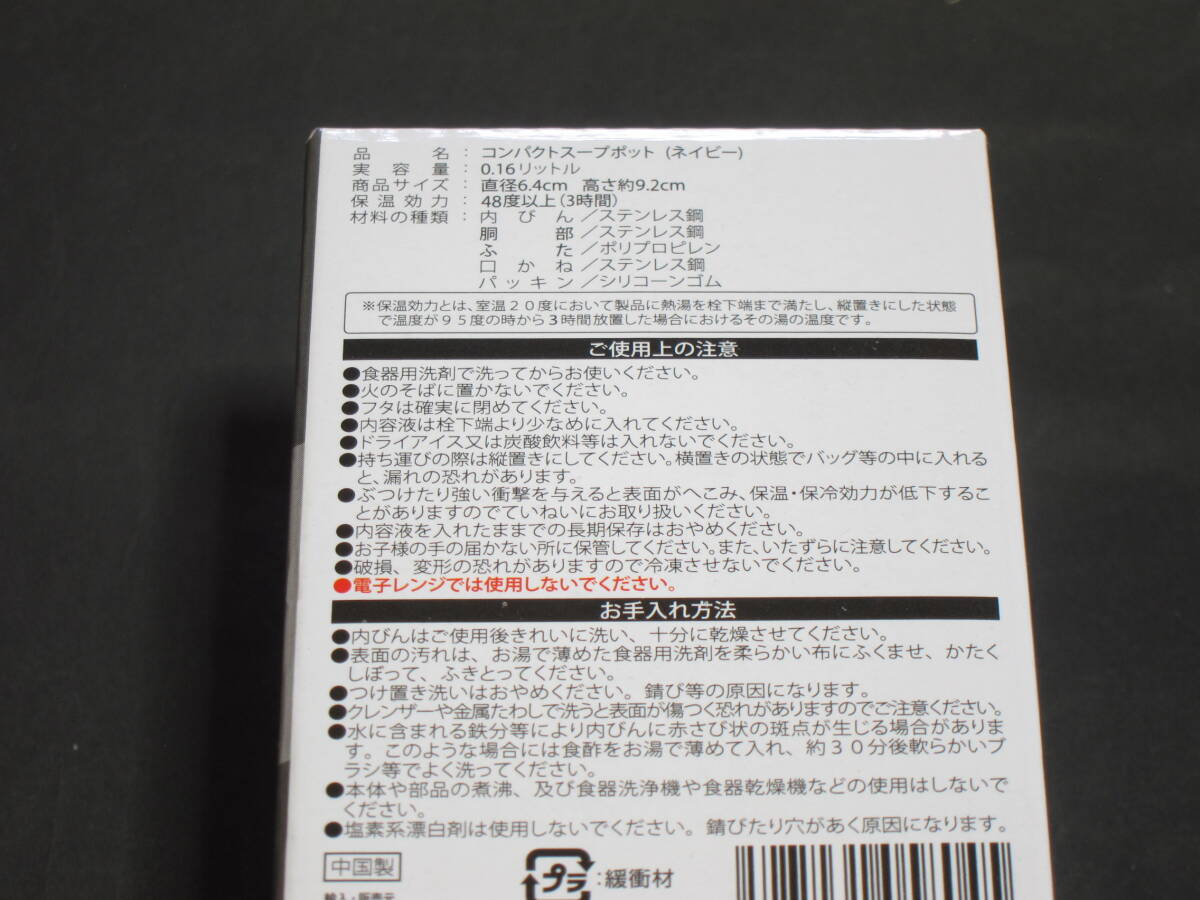 品名：コンパクトスープポット（ネイビー）
実容量：0.16リットル
商品サイズ：直径6.4cm 高さ約9.2cm
保温効力：48度以上（3時間）
材料の種類：内びん／ステンレス鋼
胴部／ステンレス鋼
ふた／ポリプロピレン
口かね／ステンレス鋼
パッキン／シリコーンゴム
※保温効力とは、室温２０度において製品に熱湯を栓下端まで満たし、縦置きにした状態
で温度が９５度の時から３時間放置した場合におけるその湯の温度です。
ご使用上の注意
●食器用洗剤で洗ってからお使いください。
●火のそばに置かないでください。
●フタは確実に閉めてください。
●内容液は栓下端より少なめに入れてください。
●ドライアイス又は炭酸飲料等は入れないでください。
●持ち運びの際は縦置きにしてください。横置きの状態でバッグ等の中に入れる
と、漏れの恐れがあります。
●ぶつけたり強い衝撃を与えると表面がへこみ、保温・保冷効力が低下するこ
とがありますのでていねいにお取り扱いください。
●内容液を入れたままでの長期保存はおやめください。
●お子様の手の届かない所に保管してください。また、いたずらに注意してください。
●破損、変形の恐れがありますので冷凍させないでください。
●電子レンジでは使用しないでください。
お手入れ方法
●内びんはご使用後きれいに洗い、十分に乾燥させてください。
●表面の汚れは、お湯で薄めた食器用洗剤を柔らかい布にふくませ、かたく
しぼって、ふきとってください。
●つけ置き洗いはおやめください。錆び等の原因になります。
●クレンザーや金属たわしで洗うと表面が傷つく恐れがありますのでご注意ください。
●水に含まれる鉄分等により内びんに赤さび状の斑点が生じる場合がありま
す。このような場合には食酢をお湯で薄めて入れ、約３０分後軟らかいブ
ラシ等でよく洗ってください。
●本体や部品の煮沸、及び食器洗浄機や食器乾燥機などの使用はしないで
ください。
●塩素系漂白剤は使用しないでください。錆びたり穴があく原因になります。
中国製
プラ：緩衝材
輸入・販売元